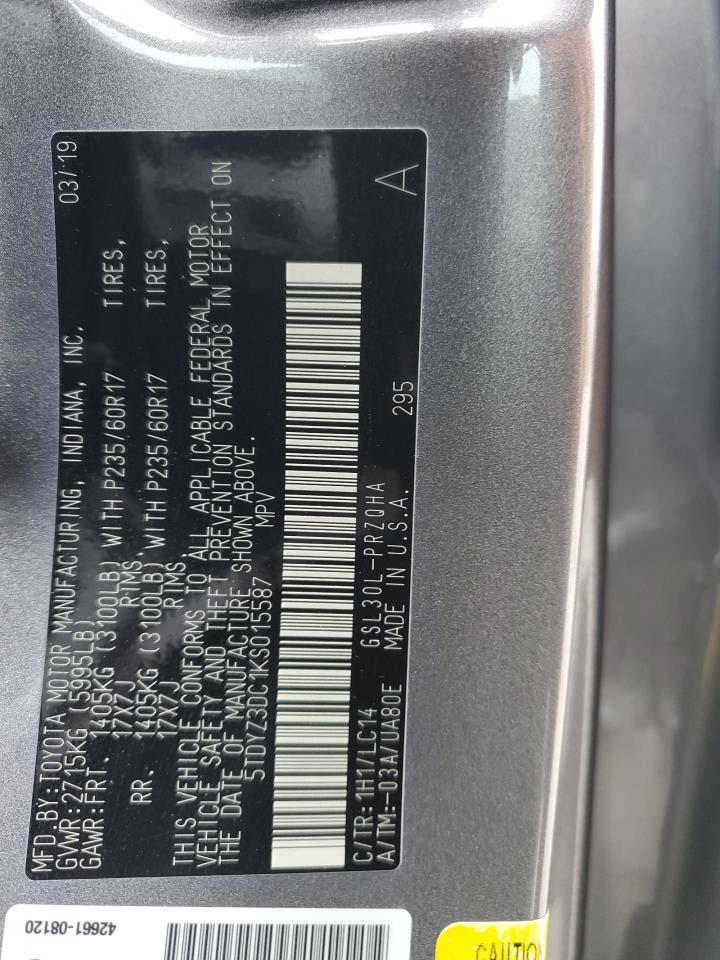 MFD.BY:TOYOTA MOTOR MANUFACTURING, INDIANA, INC. 03/19
GVWR:2715KG (5995LB)
GAWR:FRT. 1405KG (3100LB) WITH P235/60R17 TIRES,
17X7J RIMS.
RR. 1405KG (3100LB) WITH P235/60R17 TIRES,
17X7J RIMS
THIS VEHICLE CONFORMS TO ALL APPLICABLE FEDERAL MOTOR
VEHICLE SAFETY AND THEFT PREVENTION STANDARDS IN EFFECT ON
THE DATE OF MANUFACTURE SHOWN ABOVE.
5TDYZ3DC1KS015587 MPV
C/TR:1H1/LC14 GSL30L-PRZQHA 295
A/TM:-03A/UA80E MADE IN U.S.A. A
42661-08120
CAUTION